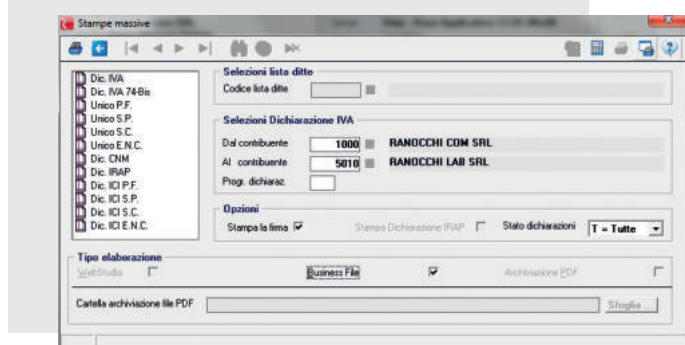 Stampe massive
Dic. IVA
Dic. IVA 74-Bis
Unico P.F.
Unico S.P.
Unico S.C.
Unico E.N.C.
Dic. CNM
Dic. IRAP
Dic. ICI P.F.
Dic. ICI S.P.
Dic. ICI S.C.
Dic. ICI E.N.C.
Selezioni lista ditte
Codice lista ditte
Selezioni Dichiarazione IVA
Dal contribuente 1000 RANOCCHI COM SRL
Al contribuente 5010 RANOCCHI LAB SRL
Progr. dichiaraz.
Opzioni
Stampa la firma Stampa Dichiarazione IRAP Stato dichiarazioni T = Tutte
Tipo elaborazione
WebStudio Business File Archiviazione PDF
Cartella archiviazione file PDF Sfoglia ...